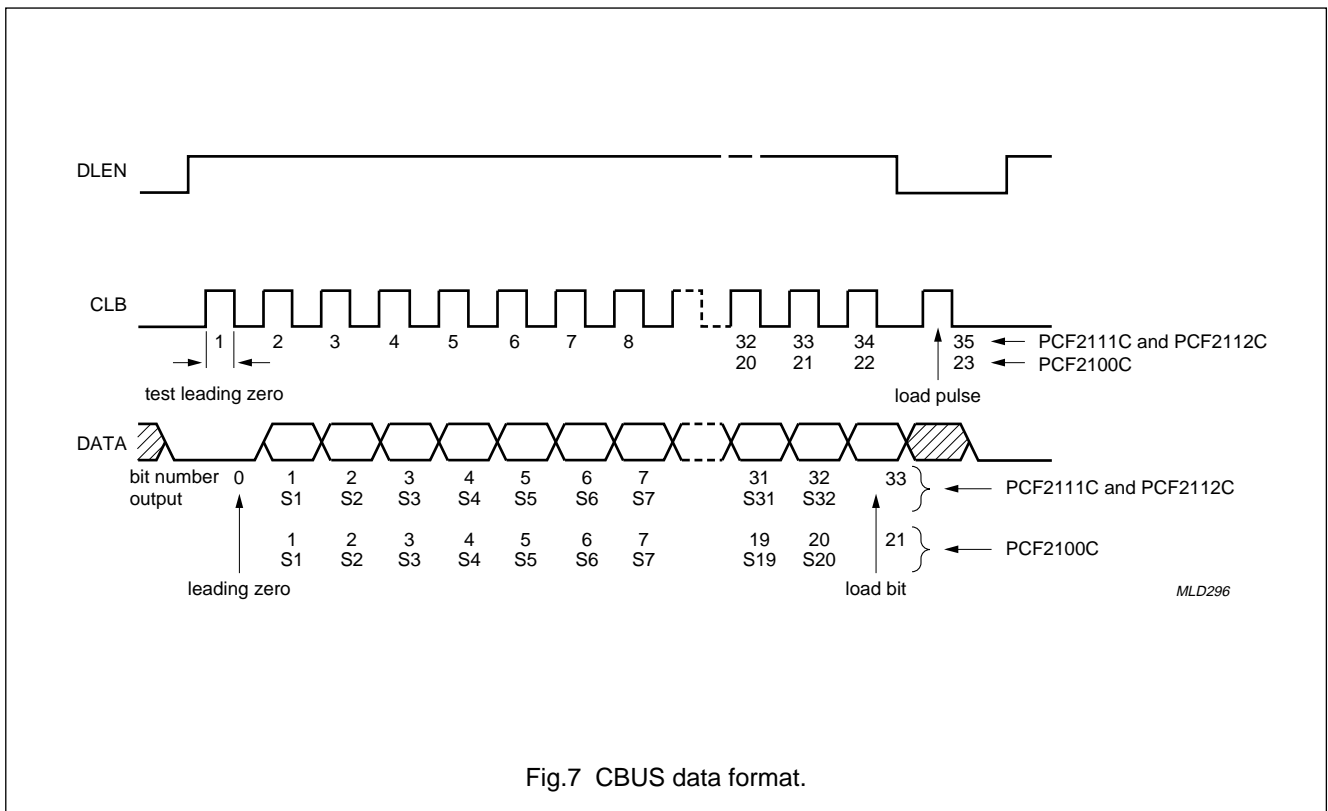 DLEN
CLB
1 2 3 4 5 6 7 8 32 33 34 35 PCF2111C and PCF2112C
20 21 22 23 PCF2100C
test leading zero
load pulse
DATA
bit number 0 1 2 3 4 5 6 7 31 32 33
output S1 S2 S3 S4 S5 S6 S7 S31 S32
PCF2111C and PCF2112C
1 2 3 4 5 6 7 19 20 21
S1 S2 S3 S4 S5 S6 S7 S19 S20
PCF2100C
leading zero
load bit
MLD296
Fig.7 CBUS data format.